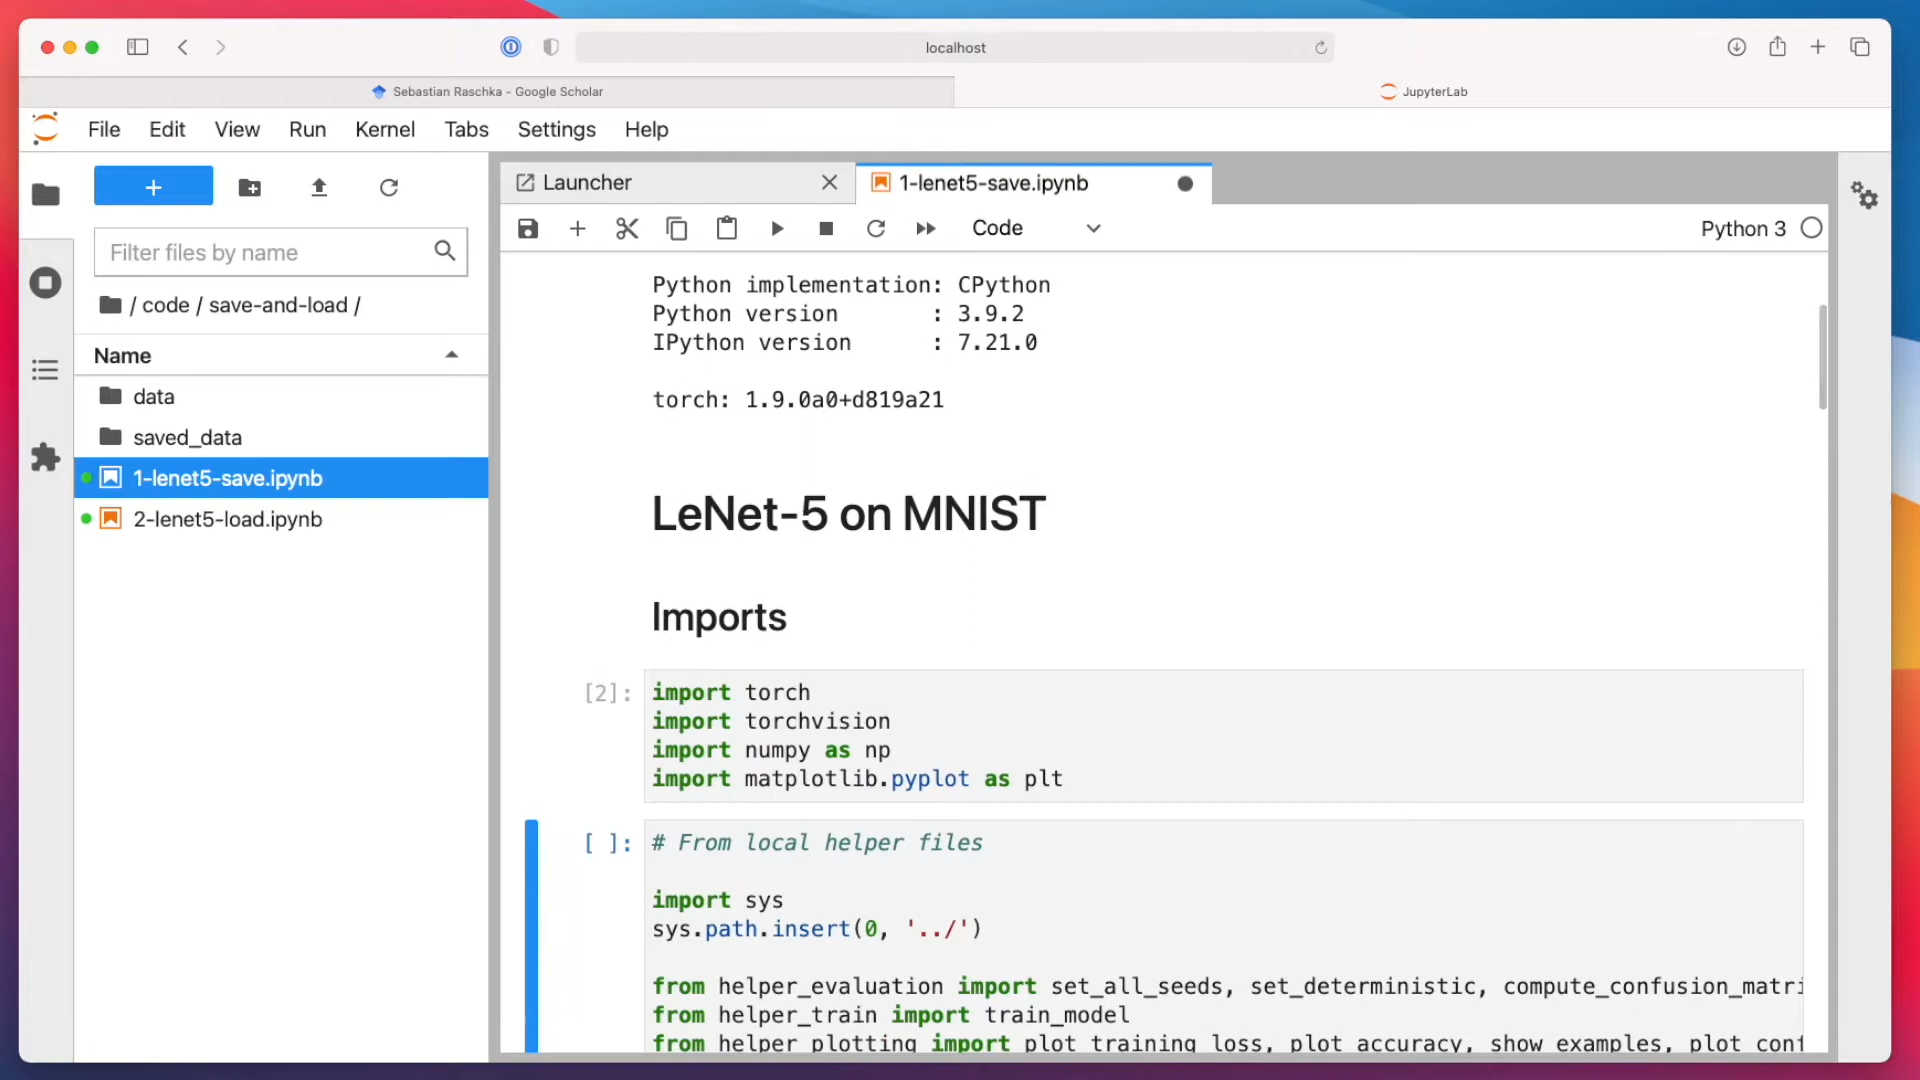 localhost
Sebastian Raschka - Google Scholar
JupyterLab
File Edit View Run Kernel Tabs Settings Help
Filter files by name
/ code / save-and-load /
Name
data
saved_data
1-lenet5-save.ipynb
2-lenet5-load.ipynb
Launcher
1-lenet5-save.ipynb
Code
Python 3
Python implementation: CPython
Python version       : 3.9.2
IPython version      : 7.21.0
torch: 1.9.0a0+d819a21
LeNet-5 on MNIST
Imports
[2]:
import torch
import torchvision
import numpy as np
import matplotlib.pyplot as plt
[ ]:
# From local helper files
import sys
sys.path.insert(0, '../')
from helper_evaluation import set_all_seeds, set_deterministic, compute_confusion_matri
from helper_train import train_model
from helper_plotting import plot_training_loss, plot_accuracy, show_examples, plot_conf